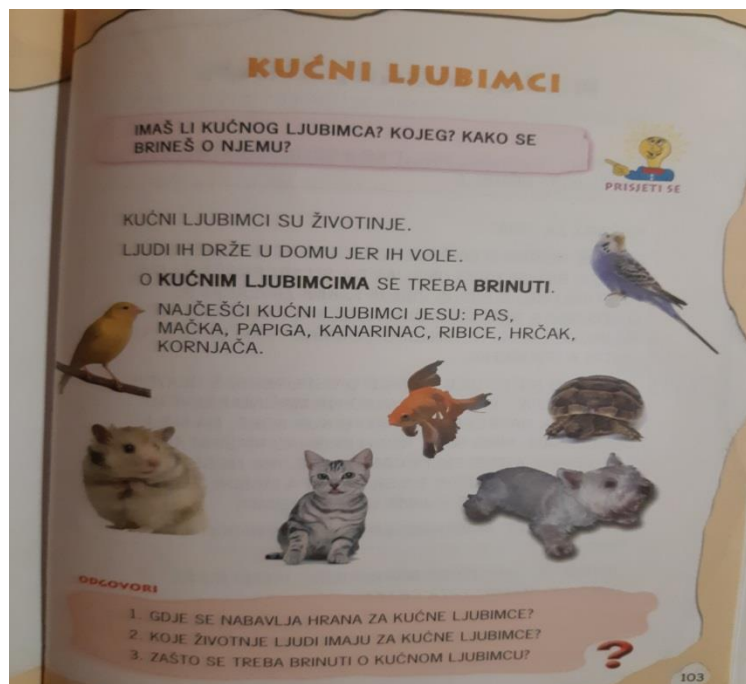 KUĆNI LJUBIMCI
IMAŠ LI KUĆNOG LJUBIMCA? KOJEG? KAKO SE
BRINEŠ O NJEMU?
PRISJETI SE
KUĆNI LJUBIMCI SU ŽIVOTINJE.
LJUDI IH DRŽE U DOMU JER IH VOLE.
O KUĆNIM LJUBIMCIMA SE TREBA BRINUTI.
NAJČEŠĆI KUĆNI LJUBIMCI JESU: PAS,
MAČKA, PAPIGA, KANARINAC, RIBICE, HRČAK,
KORNJAČA.
ODGOVORI
1. GDJE SE NABAVLJA HRANA ZA KUĆNE LJUBIMCE?
2. KOJE ŽIVOTNJE LJUDI IMAJU ZA KUĆNE LJUBIMCE?
3. ZAŠTO SE TREBA BRINUTI O KUĆNOM LJUBIMCU?
?
103